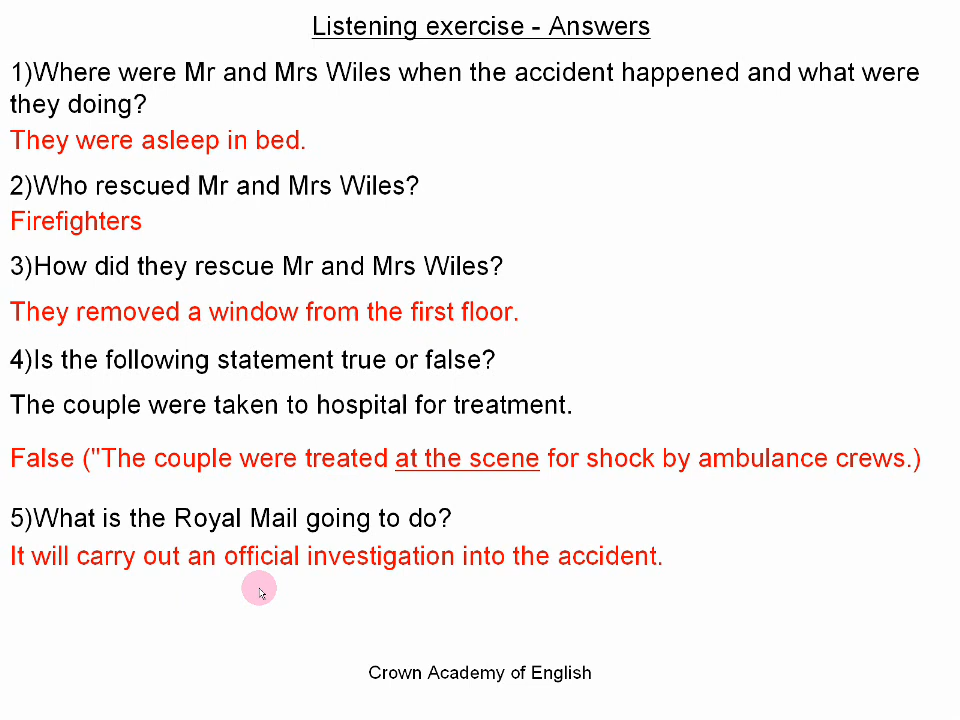 Listening exercise - Answers
1)Where were Mr and Mrs Wiles when the accident happened and what were
they doing?
They were asleep in bed.
2)Who rescued Mr and Mrs Wiles?
Firefighters
3)How did they rescue Mr and Mrs Wiles?
They removed a window from the first floor.
4)Is the following statement true or false?
The couple were taken to hospital for treatment.
False ("The couple were treated at the scene for shock by ambulance crews.)
5)What is the Royal Mail going to do?
It will carry out an official investigation into the accident.
Crown Academy of English